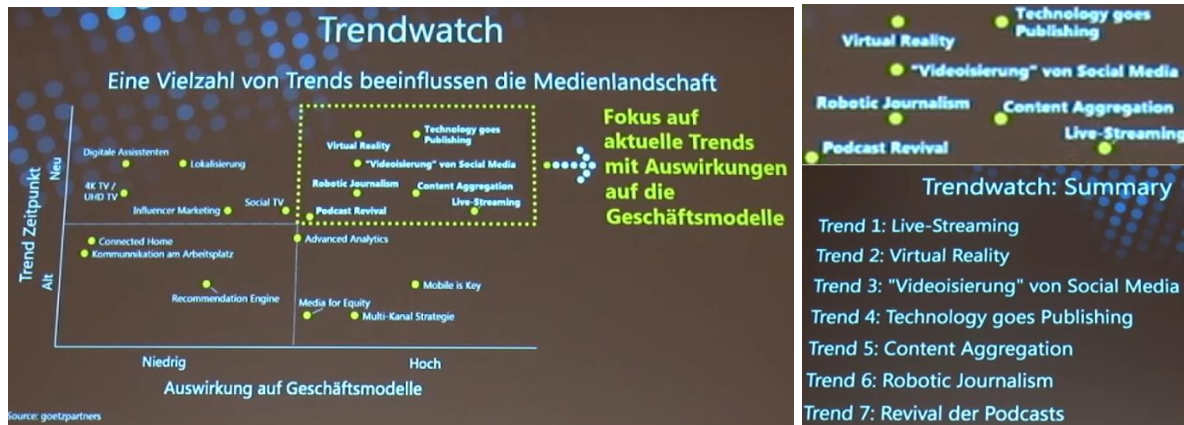 Trendwatch
Eine Vielzahl von Trends beeinflussen die Medienlandschaft
Trend Zeitpunkt
Neu
Alt
Digitale Assisstenten
Lokalisierung
4K TV /
UHD TV
Influencer Marketing
Social TV
Virtual Reality
Technology goes
Publishing
"Videoisierung" von Social Media
Robotic Journalism
Content Aggregation
Live-Streaming
Podcast Revival
Connected Home
Kommunnikation am Arbeitsplatz
Recommendation Engine
Advanced Analytics
Mobile is Key
Media for Equity
Multi-Kanal Strategie
Niedrig
Hoch
Auswirkung auf Geschäftsmodelle
Source: goetzpartners
Fokus auf
aktuelle Trends
mit Auswirkungen
auf die
Geschäftsmodelle
Technology goes
Publishing
Virtual Reality
"Videoisierung" von Social Media
Robotic Journalism
Content Aggregation
Live-Streaming
Podcast Revival
Trendwatch: Summary
Trend 1: Live-Streaming
Trend 2: Virtual Reality
Trend 3: "Videoisierung" von Social Media
Trend 4: Technology goes Publishing
Trend 5: Content Aggregation
Trend 6: Robotic Journalism
Trend 7: Revival der Podcasts